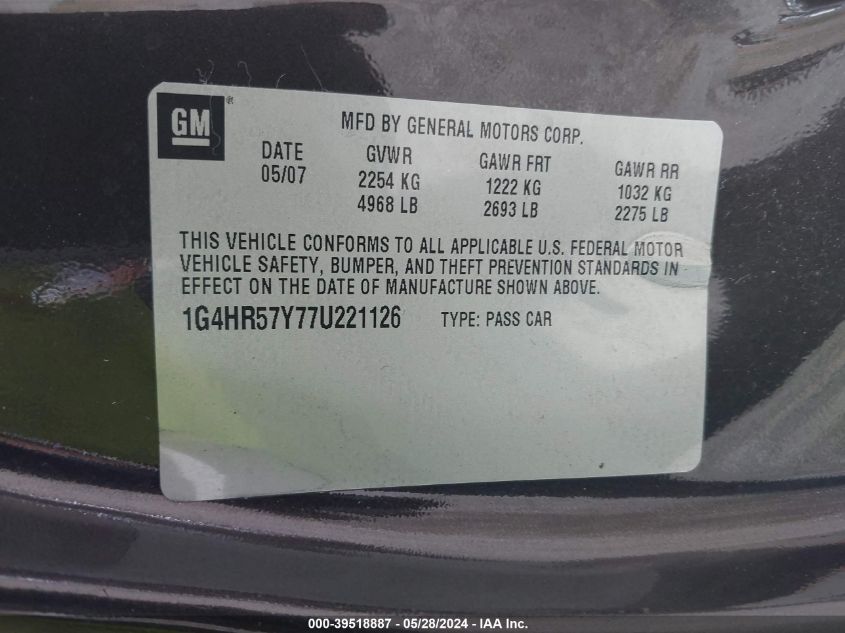 GM®
MFD BY GENERAL MOTORS CORP.
DATE GVWR GAWR FRT GAWR RR
05/07 2254 KG 1222 KG 1032 KG
4968 LB 2693 LB 2275 LB
THIS VEHICLE CONFORMS TO ALL APPLICABLE U.S. FEDERAL MOTOR
VEHICLE SAFETY, BUMPER, AND THEFT PREVENTION STANDARDS IN
EFFECT ON THE DATE OF MANUFACTURE SHOWN ABOVE.
1G4HR57Y77U221126 TYPE: PASS CAR
000-39518887 - 05/28/2024 - IAA Inc.